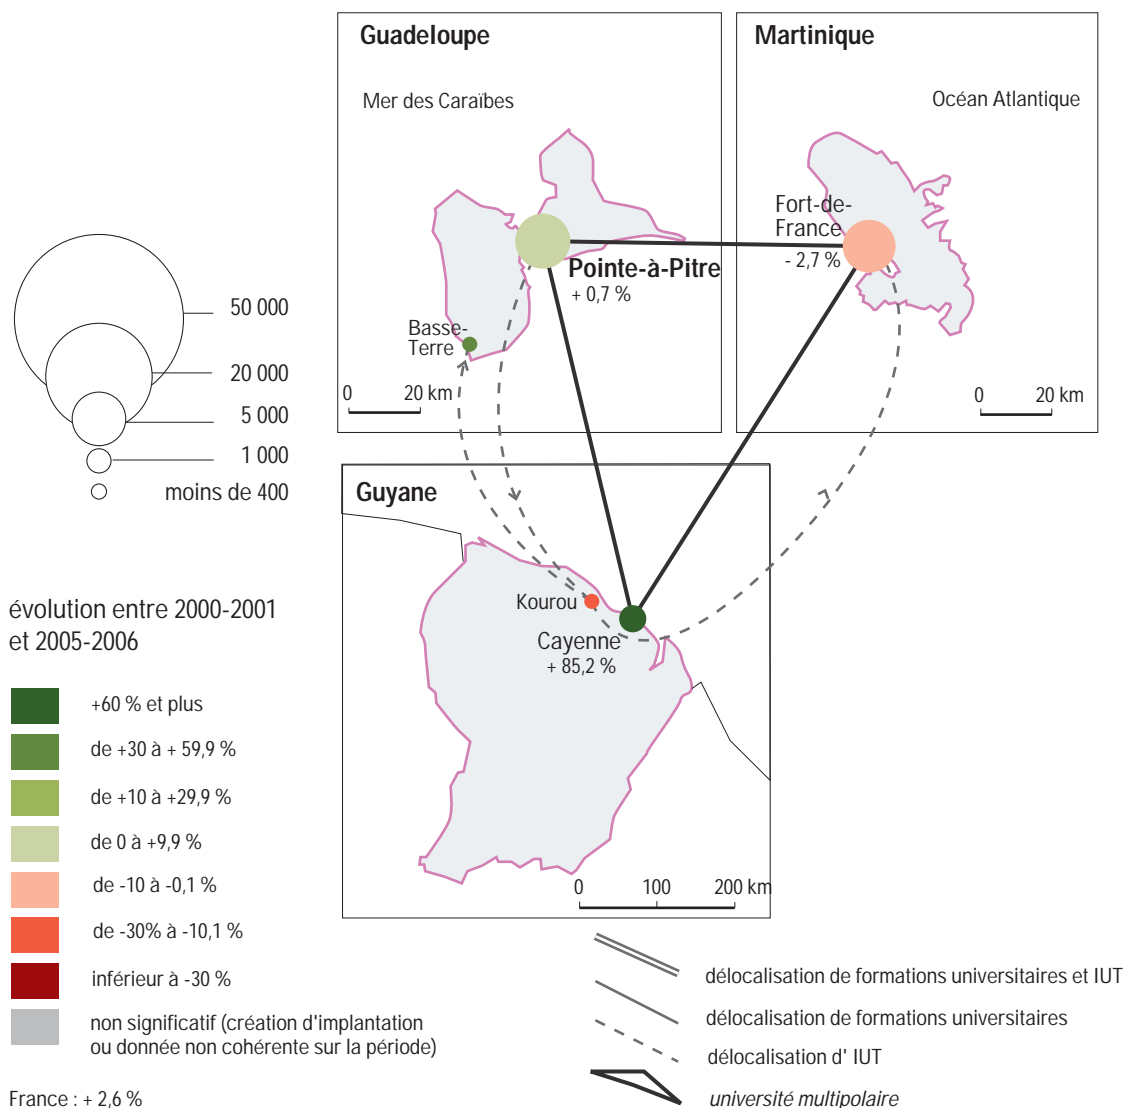 Guadeloupe
Mer des Caraïbes
Pointe-à-Pitre
+ 0,7 %
Basse-
Terre
0 20 km
Martinique
Océan Atlantique
Fort-de-
France
- 2,7 %
0 20 km
50 000
20 000
5 000
1 000
moins de 400
Guyane
Kourou
Cayenne
+ 85,2 %
0 100 200 km
évolution entre 2000-2001
et 2005-2006
+60 % et plus
de +30 à + 59,9 %
de +10 à +29,9 %
de 0 à +9,9 %
de -10 à -0,1 %
de -30% à -10,1 %
inférieur à -30 %
non significatif (création d'implantation
ou donnée non cohérente sur la période)
France : + 2,6 %
délocalisation de formations universitaires et IUT
délocalisation de formations universitaires
délocalisation d' IUT
université multipolaire